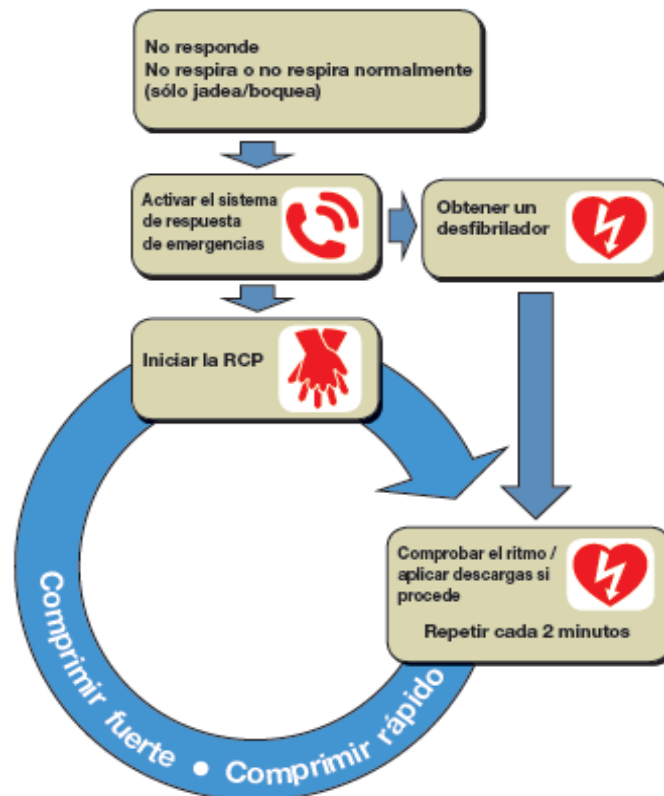 No responde
No respira o no respira normalmente
(sólo jadea/boquea)
Activar el sistema
de respuesta
de emergencias
Obtener un
desfibrilador
Iniciar la RCP
Comprobar el ritmo /
aplicar descargas si
procede
Repetir cada 2 minutos
Comprimir fuerte • Comprimir rápido